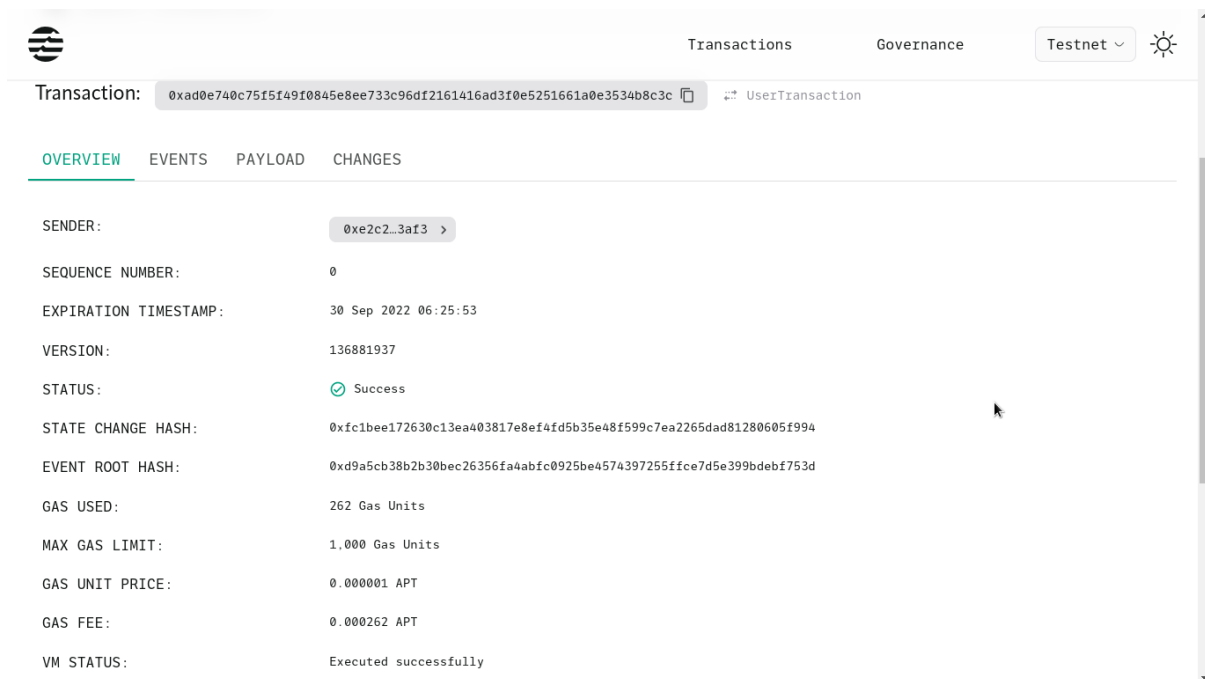 Transactions Governance Testnet
Transaction: 0xad0e740c75f5f49f0845e8ee733c96df2161416ad3f0e5251661a0e3534b8c3c UserTransaction
OVERVIEW EVENTS PAYLOAD CHANGES
SENDER: 0xe2c2…3af3
SEQUENCE NUMBER: 0
EXPIRATION TIMESTAMP: 30 Sep 2022 06:25:53
VERSION: 136881937
STATUS: Success
STATE CHANGE HASH: 0xfc1bee172630c13ea403817e8ef4fd5b35e48f599c7ea2265dad81280605f994
EVENT ROOT HASH: 0xd9a5cb38b2b30bec26356fa4abfc0925be4574397255ffce7d5e399bdebf753d
GAS USED: 262 Gas Units
MAX GAS LIMIT: 1,000 Gas Units
GAS UNIT PRICE: 0.000001 APT
GAS FEE: 0.000262 APT
VM STATUS: Executed successfully